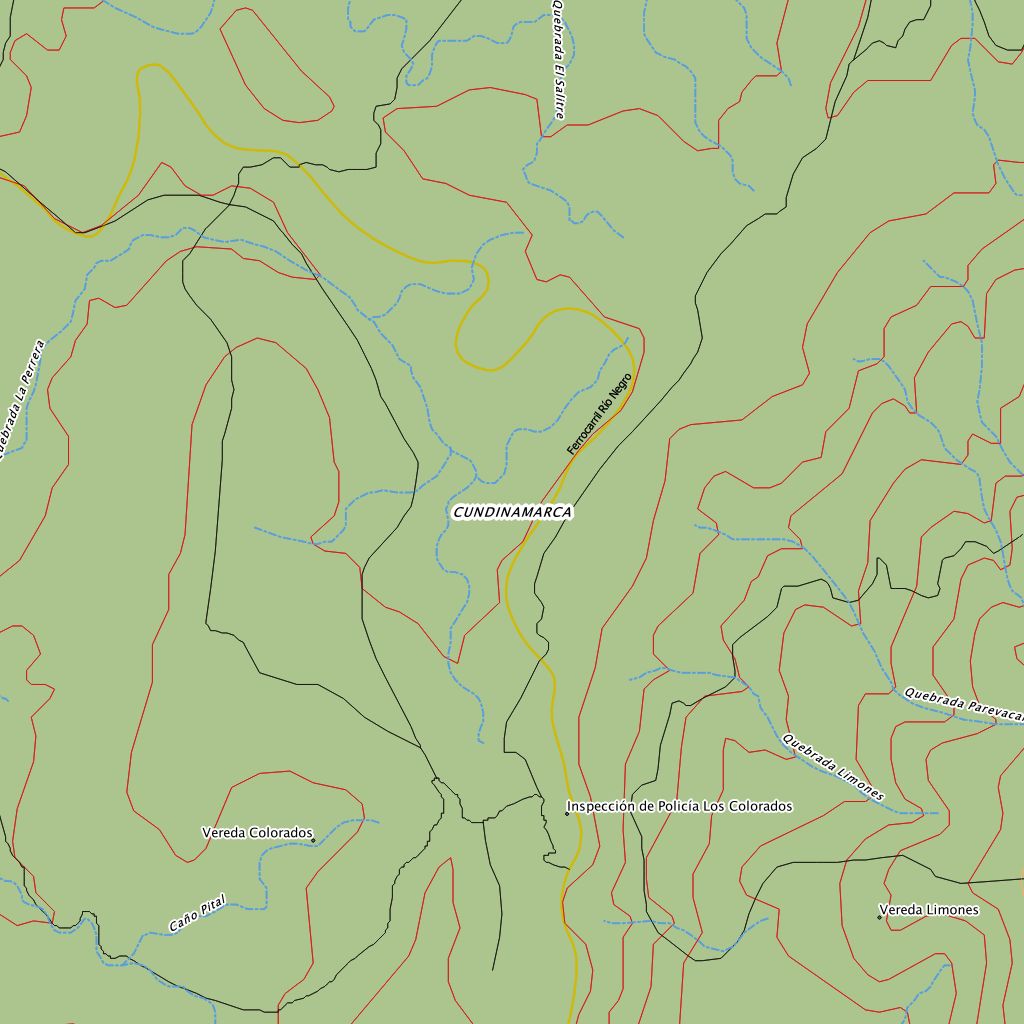 Quebrada El Salitre
Quebrada La Perrera
Ferrocarril Río Negro
CUNDINAMARCA
Quebrada
Quebrada Limones
Inspección de Policía Los Colorados
Vereda Colorados
Caño Pital
Vereda Limones